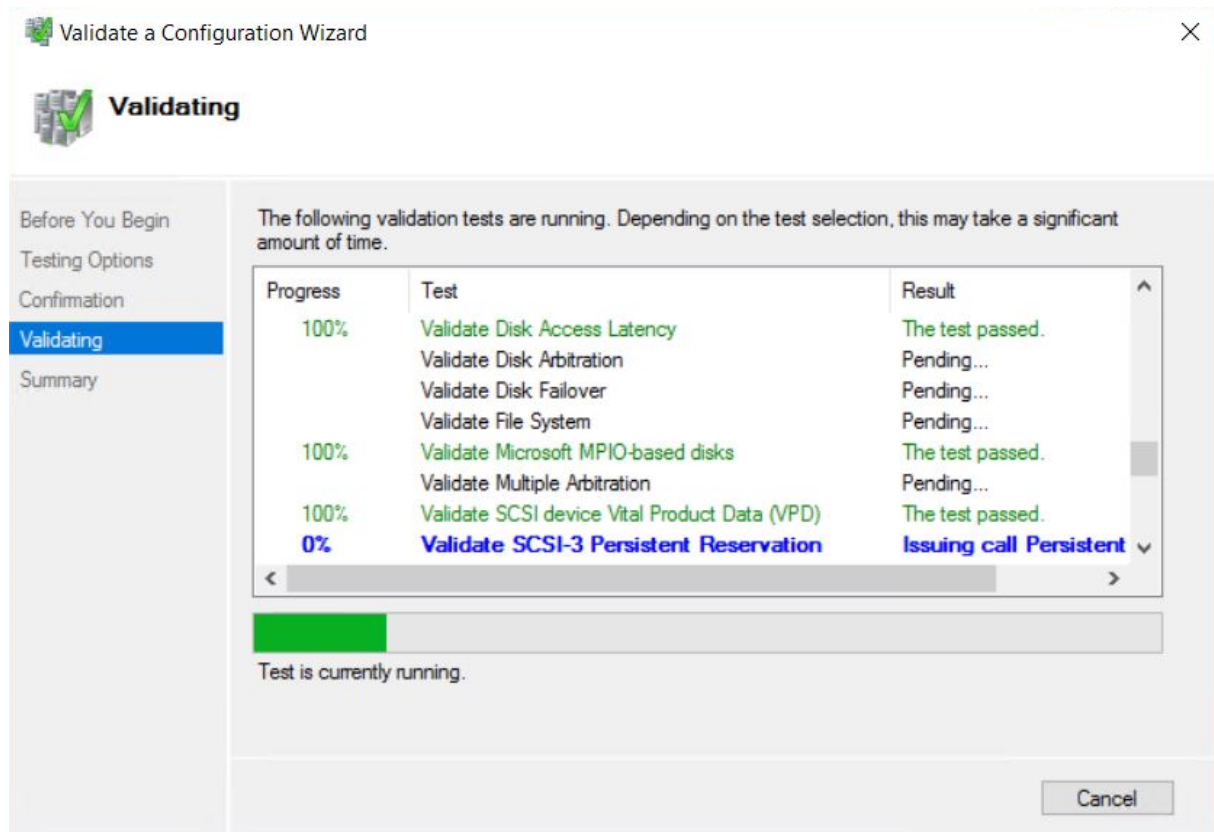 Validate a Configuration Wizard
Validating
Before You Begin
Testing Options
Confirmation
Validating
Summary
The following validation tests are running. Depending on the test selection, this may take a significant
amount of time.
Progress Test Result
100% Validate Disk Access Latency The test passed.
Validate Disk Arbitration Pending...
Validate Disk Failover Pending...
Validate File System Pending...
100% Validate Microsoft MPIO-based disks The test passed.
Validate Multiple Arbitration Pending...
100% Validate SCSI device Vital Product Data (VPD) The test passed.
0% Validate SCSI-3 Persistent Reservation Issuing call Persistent
Test is currently running.
Cancel